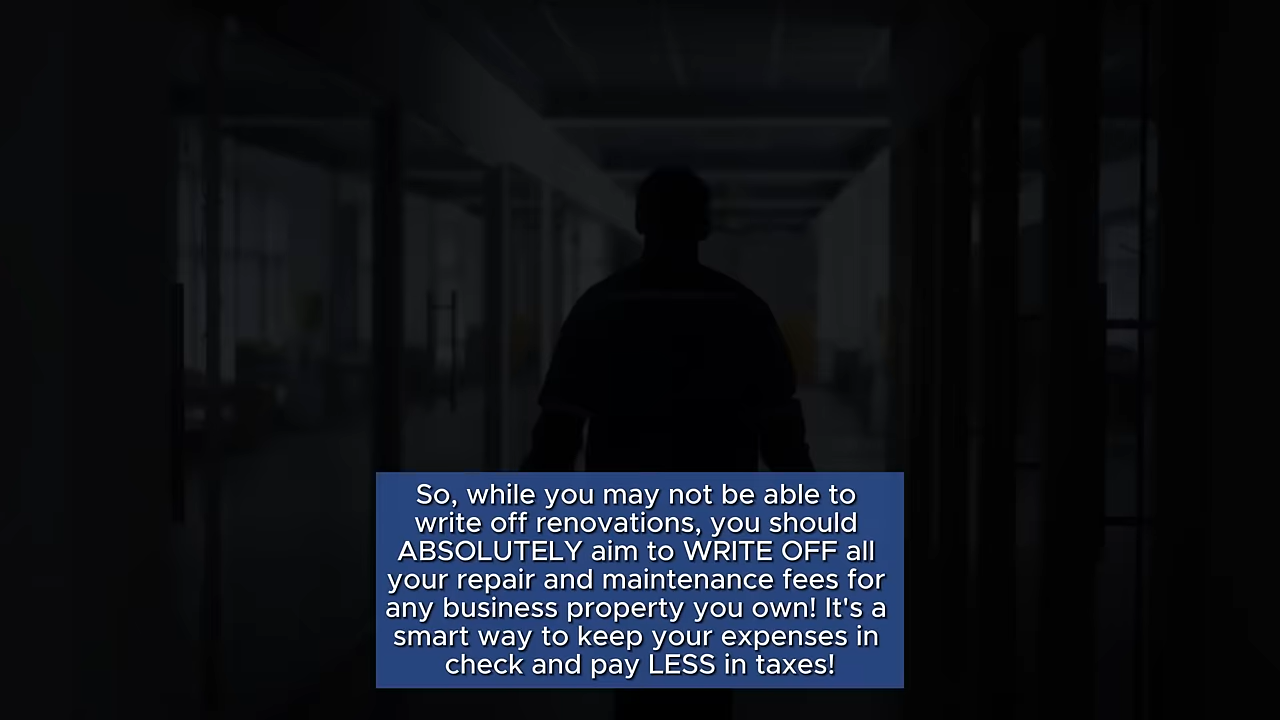 So, while you may not be able to
write off renovations, you should
ABSOLUTELY aim to WRITE OFF all
your repair and maintenance fees for
any business property you own! It's a
smart way to keep your expenses in
check and pay LESS in taxes!